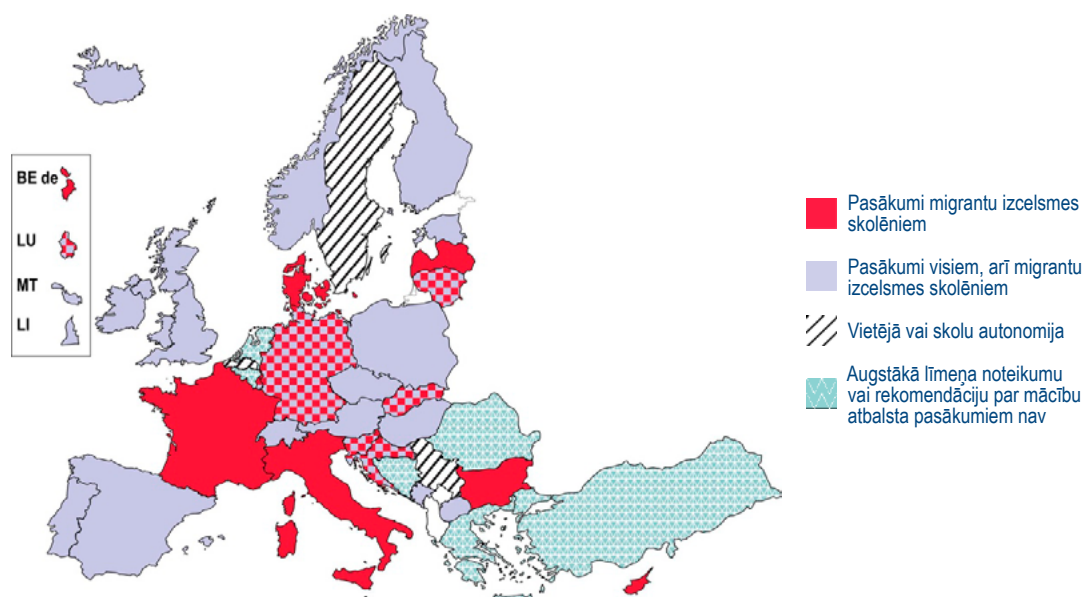 BE de
LU
MT
LI
Pasākumi migrantu izcelsmes
skolēniem
Pasākumi visiem, arī migrantu
izcelsmes skolēniem
Vietējā vai skolu autonomija
Augstākā līmeņa noteikumu
vai rekomendāciju par mācību
atbalsta pasākumiem nav